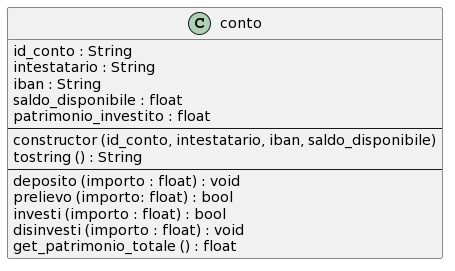 C conto
id_conto : String
intestatario : String
iban : String
saldo_disponibile : float
patrimonio_investito : float
constructor (id_conto, intestatario, iban, saldo_disponibile)
tostring () : String
deposito (importo : float) : void
prelievo (importo: float) : bool
investi (importo : float) : bool
disinvesti (importo : float) : void
get_patrimonio_totale () : float